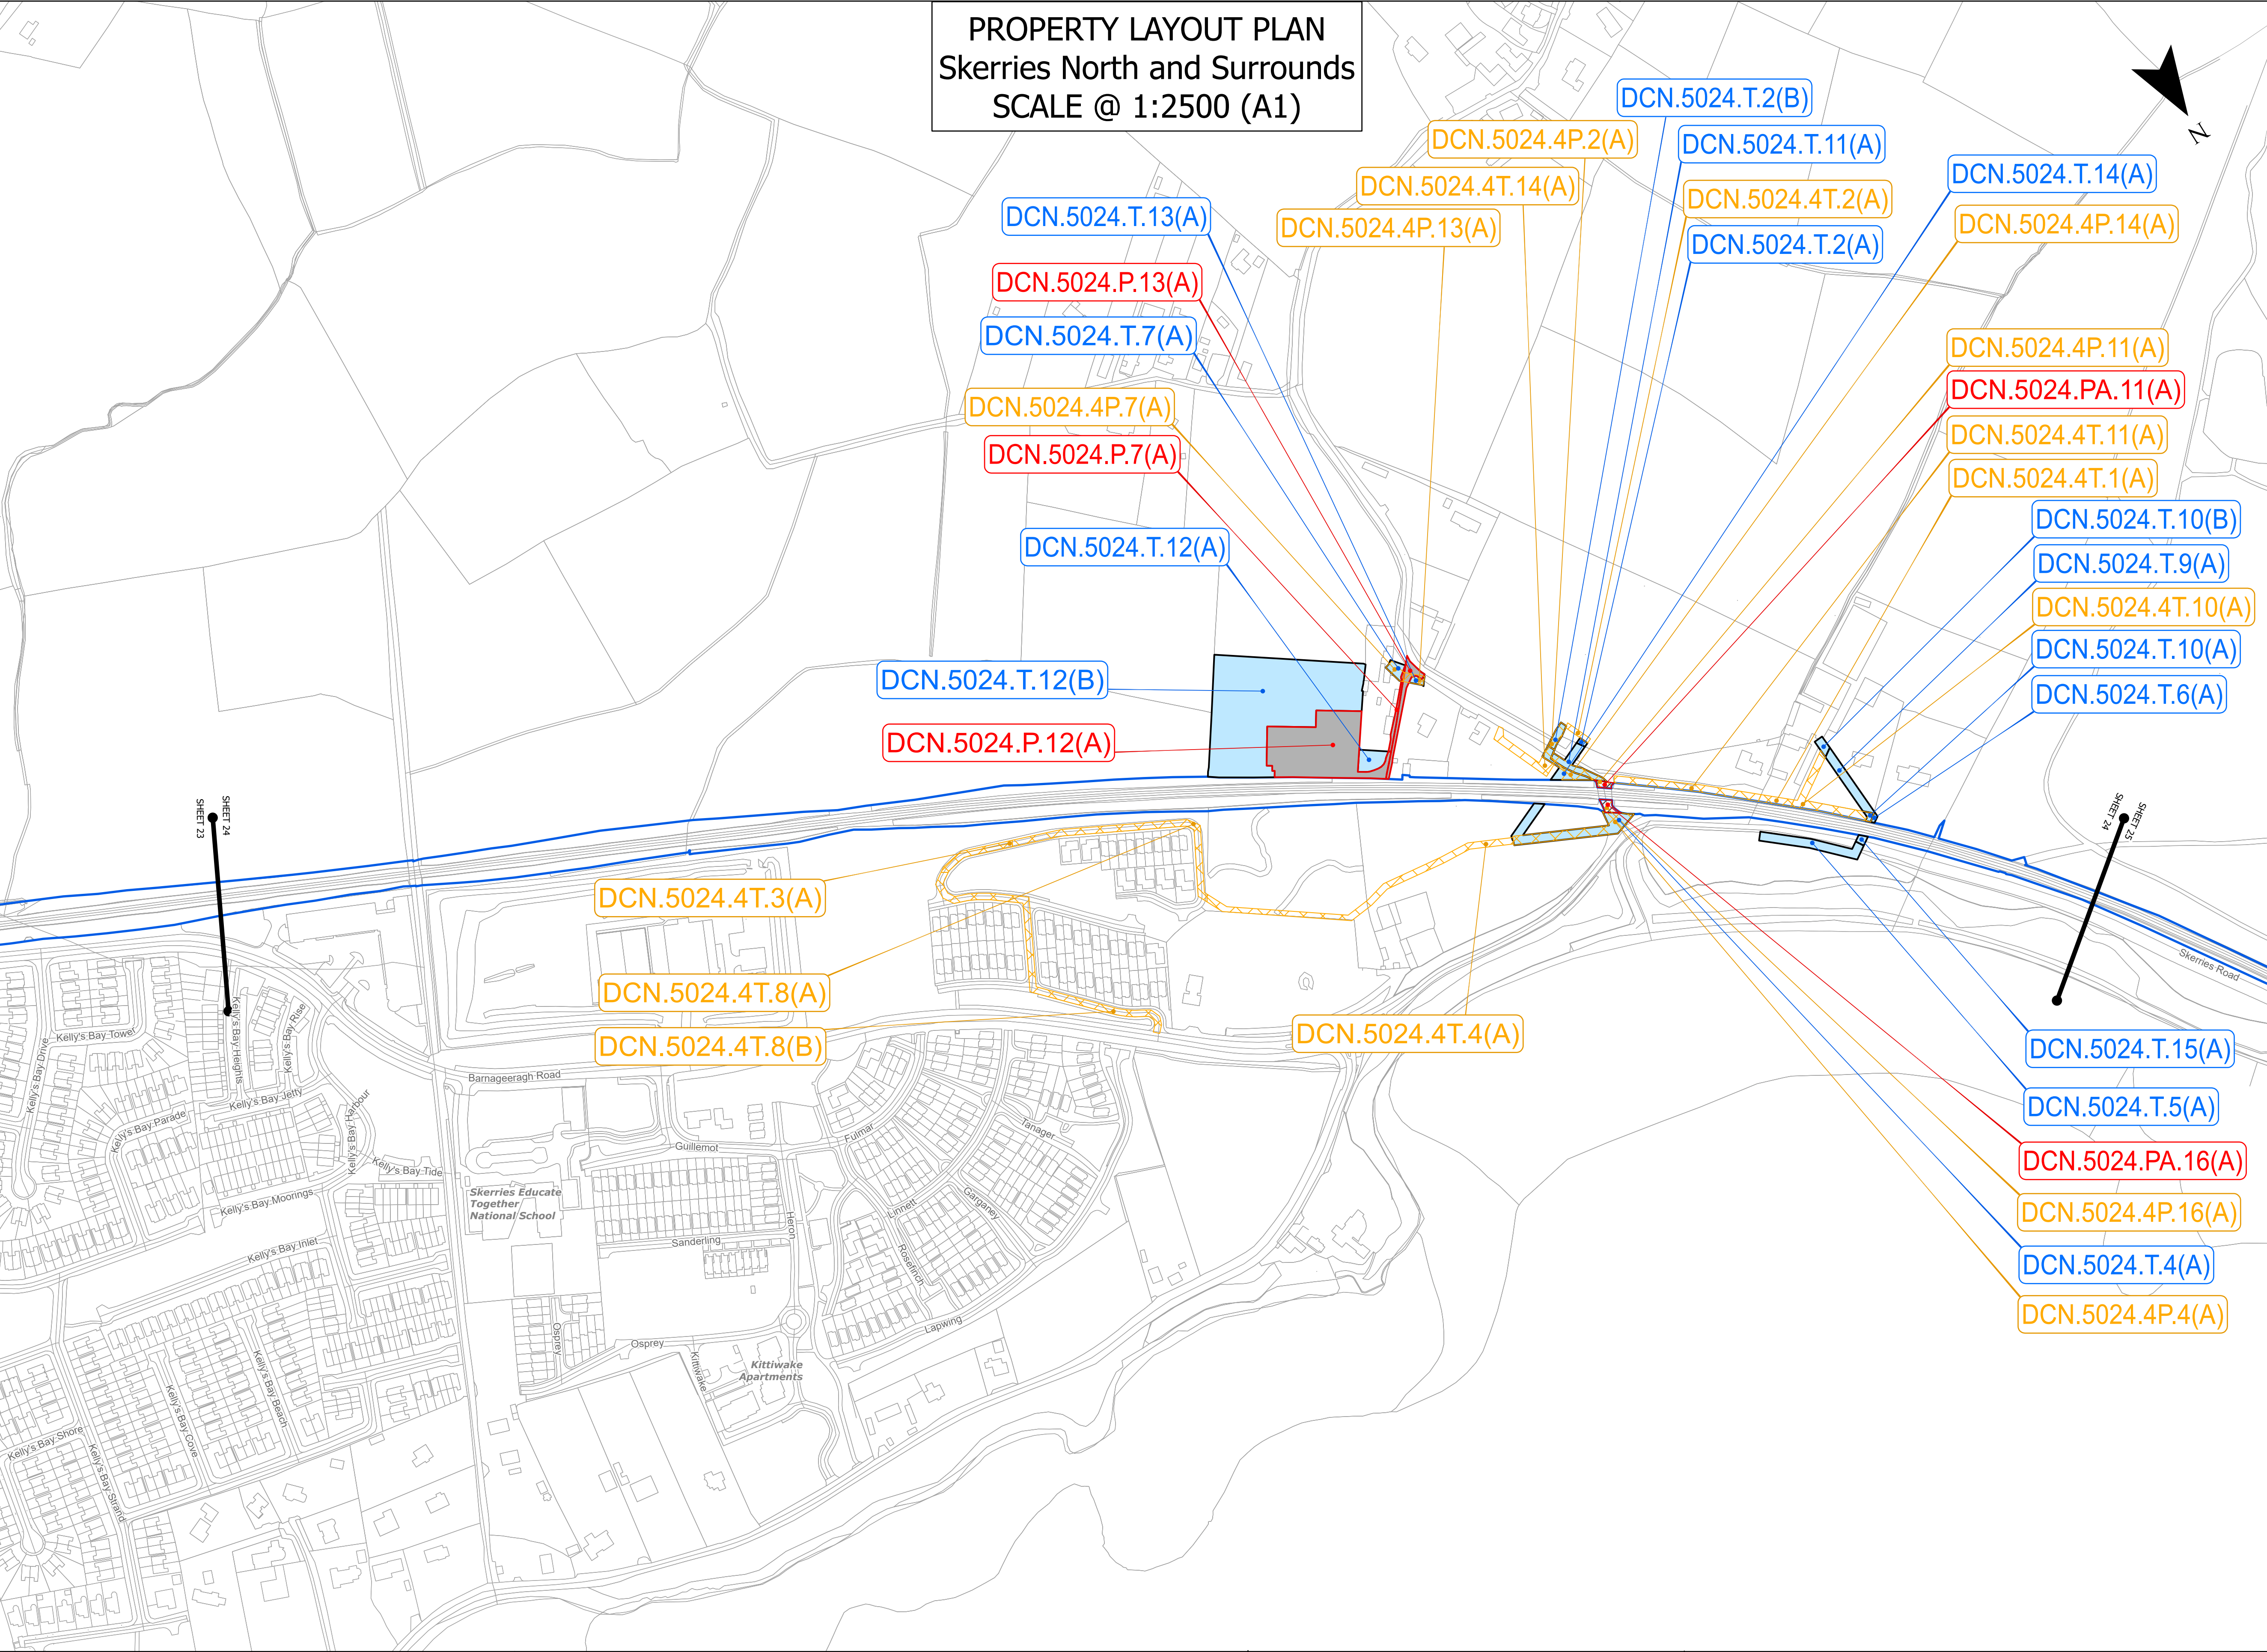 PROPERTY LAYOUT PLAN
Skerries North and Surrounds
SCALE @ 1:2500 (A1)
N
DCN.5024.T.2(B)
DCN.5024.4P.2(A)
DCN.5024.T.11(A)
DCN.5024.4T.14(A)
DCN.5024.4T.2(A)
DCN.5024.T.14(A)
DCN.5024.T.13(A)
DCN.5024.4P.13(A)
DCN.5024.T.2(A)
DCN.5024.4P.14(A)
DCN.5024.P.13(A)
DCN.5024.T.7(A)
DCN.5024.4P.11(A)
DCN.5024.PA.11(A)
DCN.5024.4P.7(A)
DCN.5024.4T.11(A)
DCN.5024.P.7(A)
DCN.5024.4T.1(A)
DCN.5024.T.10(B)
DCN.5024.T.12(A)
DCN.5024.T.9(A)
DCN.5024.4T.10(A)
DCN.5024.T.10(A)
DCN.5024.T.12(B)
DCN.5024.T.6(A)
DCN.5024.P.12(A)
SHEET 23
SHEET 24
SHEET 24
SHEET 25
DCN.5024.4T.3(A)
DCN.5024.4T.8(A)
DCN.5024.4T.8(B)
DCN.5024.4T.4(A)
Skerries Road
DCN.5024.T.15(A)
DCN.5024.T.5(A)
DCN.5024.PA.16(A)
DCN.5024.4P.16(A)
DCN.5024.T.4(A)
DCN.5024.4P.4(A)
Kelly's Bay Tower
Kelly's Bay Drive
Kelly's Bay Heights
Kelly's Bay Rise
Kelly's Bay Jetty
Kelly's Bay Parade
Kelly's Bay Harbour
Kelly's Bay Tide
Kelly's Bay Moorings
Kelly's Bay Inlet
Kelly's Bay Beach
Kelly's Bay Cove
Kelly's Bay Shore
Kelly's Bay Strand
Barnageeragh Road
Skerries Educate
Together
National School
Guillemot
Fulmar
Tanager
Linnett
Garganey
Heron
Rosefinch
Sanderling
Osprey
Osprey
Kittiwake
Kittiwake
Apartments
Lapwing